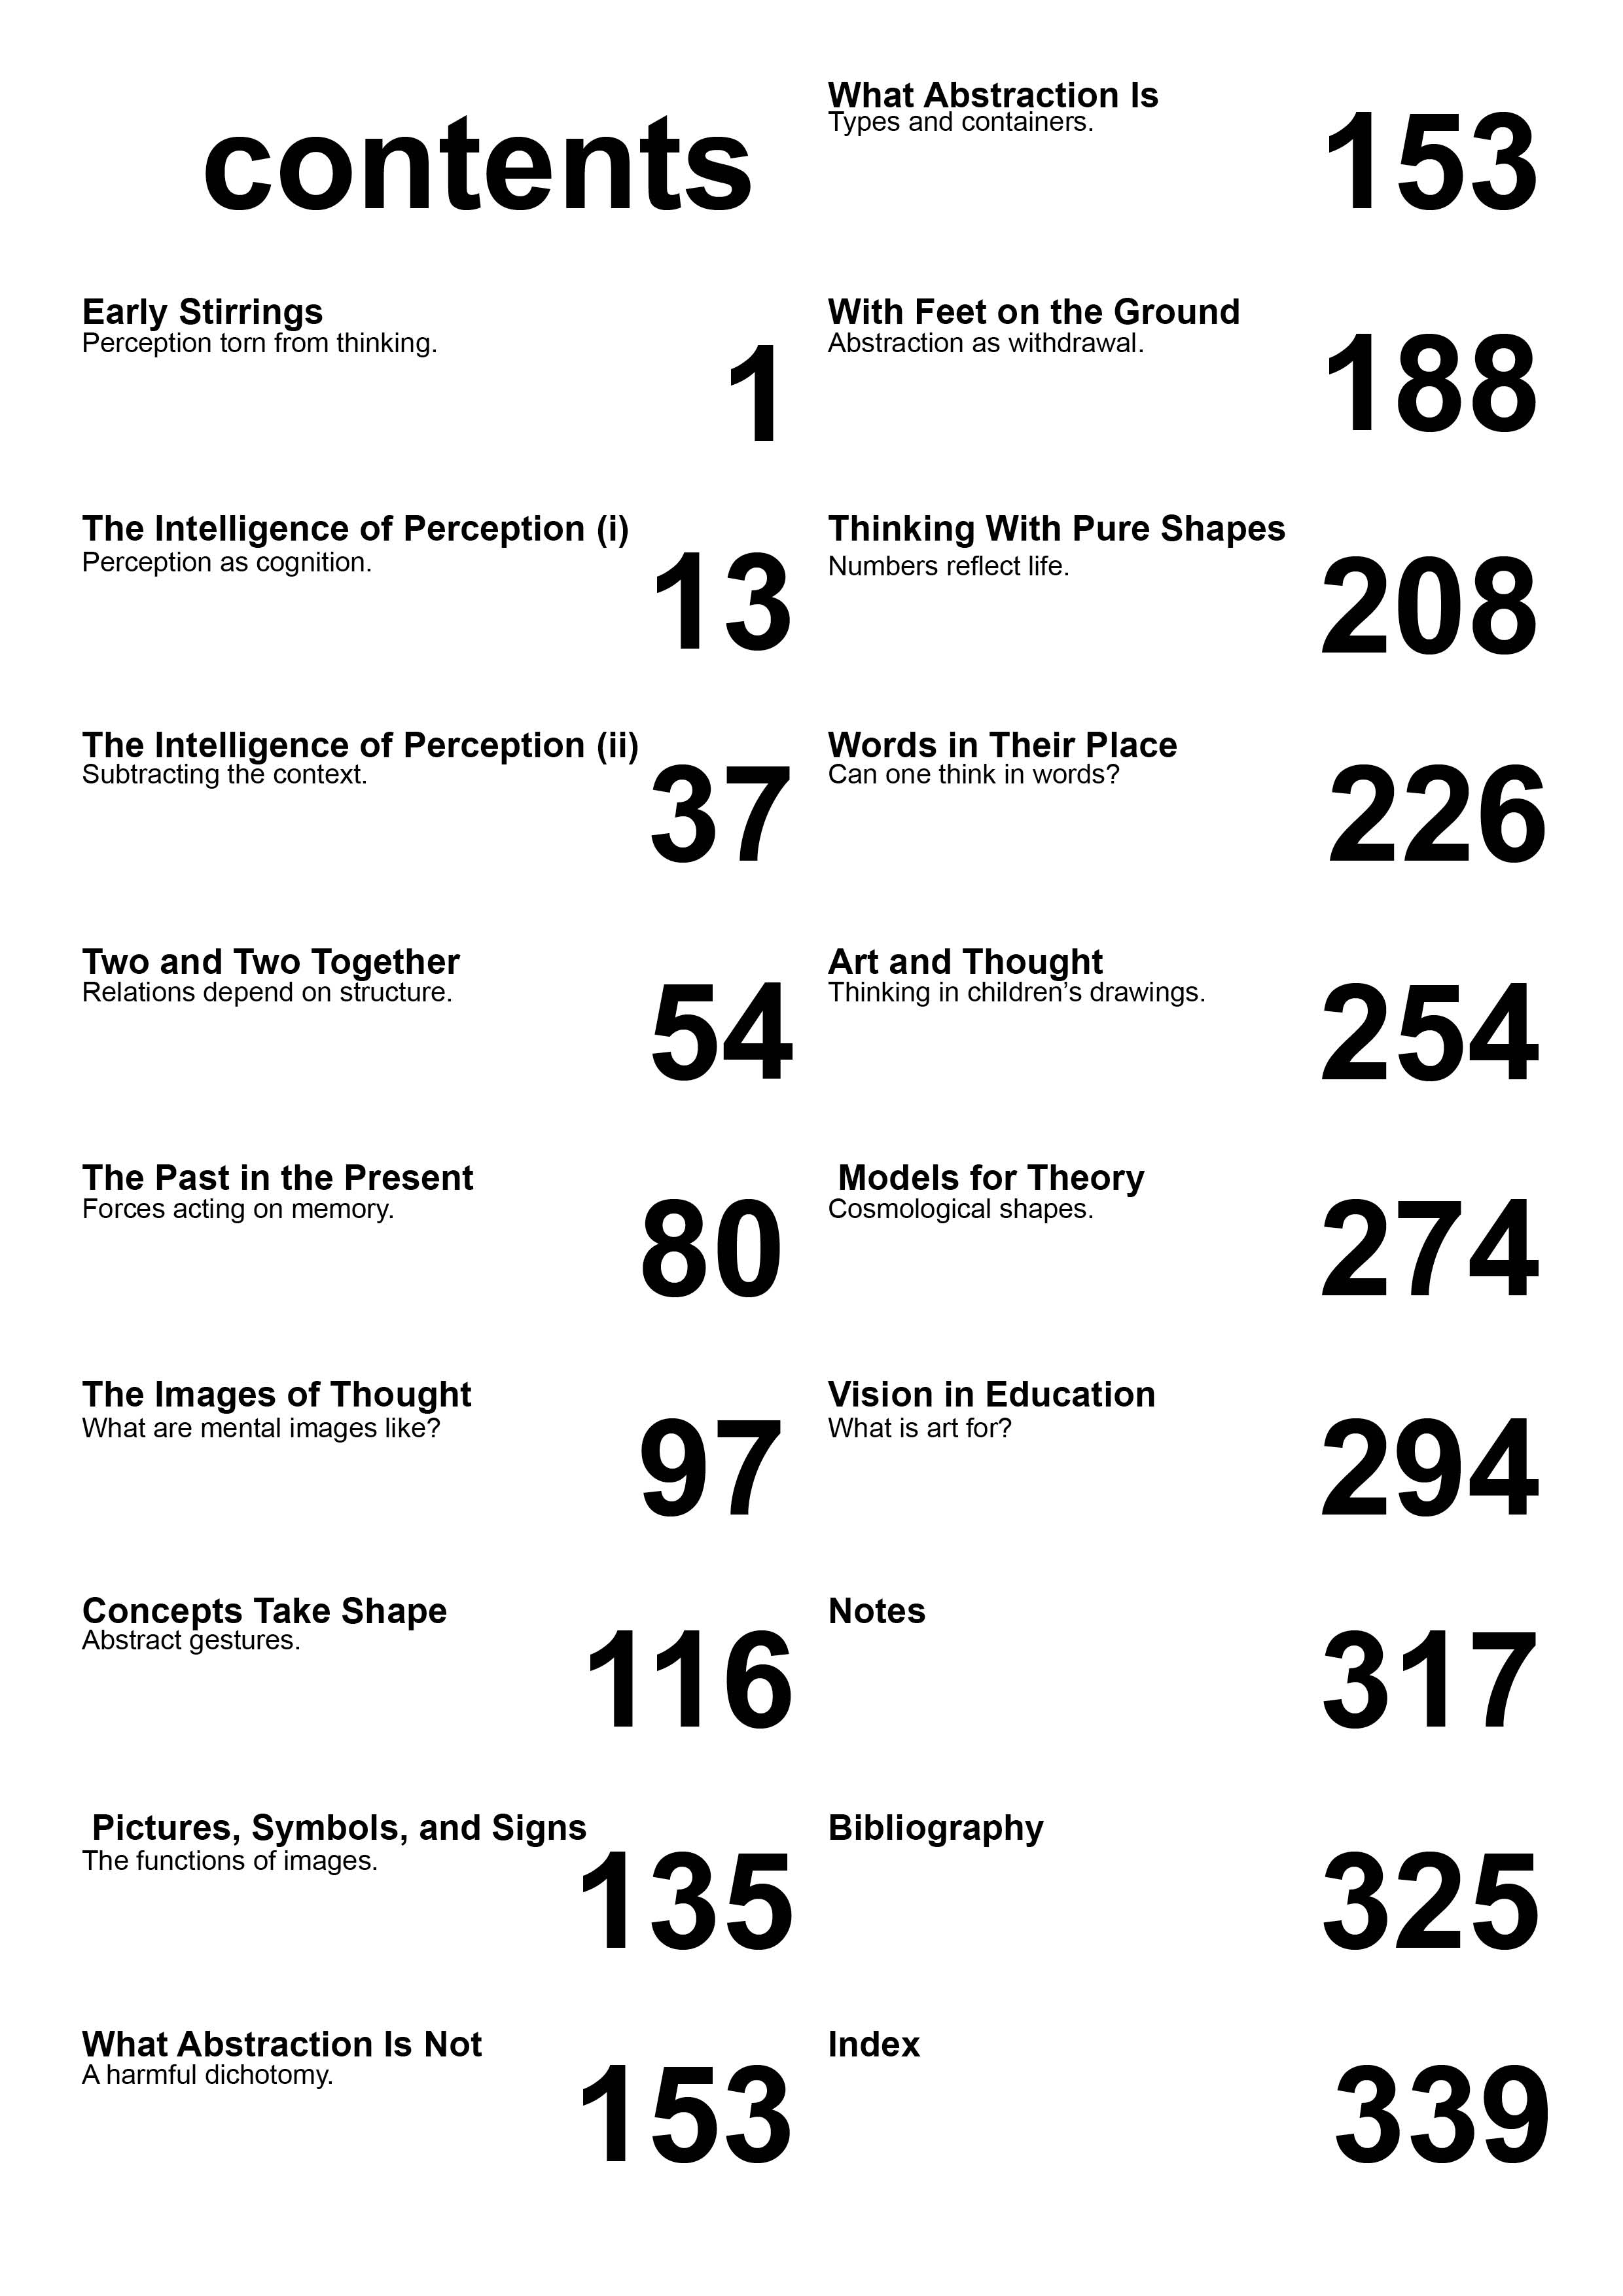 contents
Early Stirrings
Perception torn from thinking.
1
The Intelligence of Perception (i)
Perception as cognition.
13
The Intelligence of Perception (ii)
Subtracting the context.
37
Two and Two Together
Relations depend on structure.
54
The Past in the Present
Forces acting on memory.
80
The Images of Thought
What are mental images like?
97
Concepts Take Shape
Abstract gestures.
116
Pictures, Symbols, and Signs
The functions of images.
135
What Abstraction Is Not
A harmful dichotomy.
153
What Abstraction Is
Types and containers.
153
With Feet on the Ground
Abstraction as withdrawal.
188
Thinking With Pure Shapes
Numbers reflect life.
208
Words in Their Place
Can one think in words?
226
Art and Thought
Thinking in children’s drawings.
254
Models for Theory
Cosmological shapes.
274
Vision in Education
What is art for?
294
Notes
317
Bibliography
325
Index
339